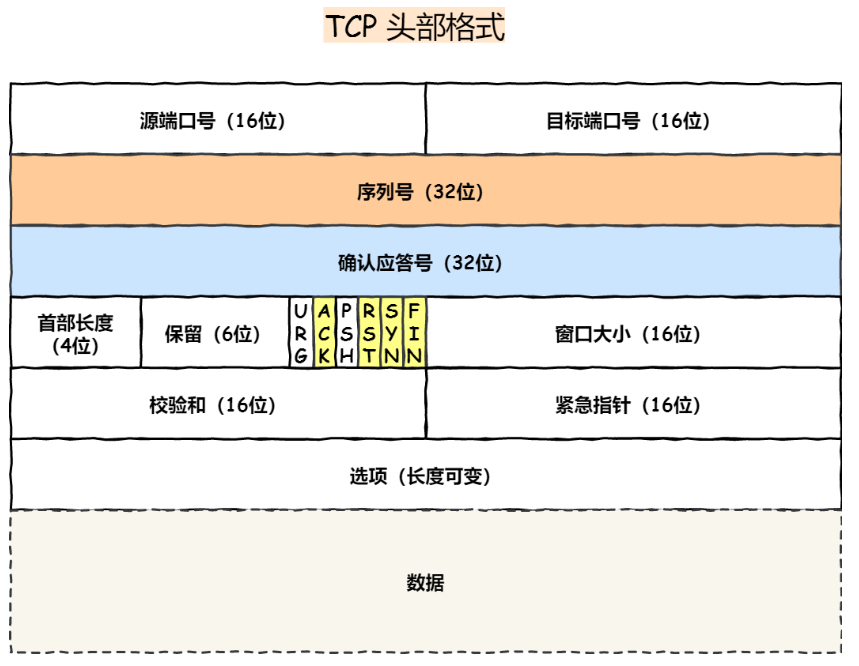 TCP 头部格式
源端口号（16位） 目标端口号（16位）
序列号（32位）
确认应答号（32位）
首部长度
（4位）
保留（6位）
URG
ACK
PSH
RST
SYN
FIN
窗口大小（16位）
校验和（16位） 紧急指针（16位）
选项（长度可变）
数据